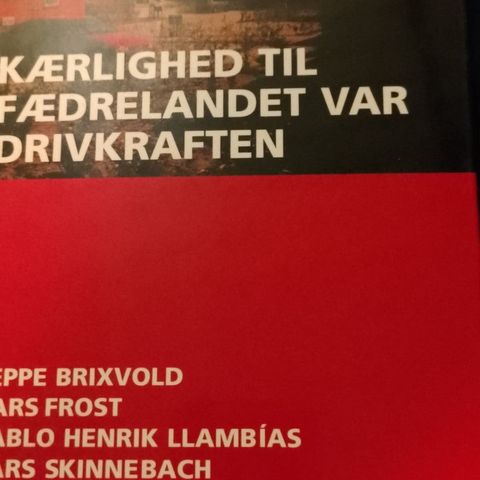 KÆRLIGHED TIL
FÆDRELANDET VAR
DRIVKRAFTEN
EPPE BRIXVOLD
ARS FROST
ABLO HENRIK LLAMBÍAS
ARS SKINNEBACH